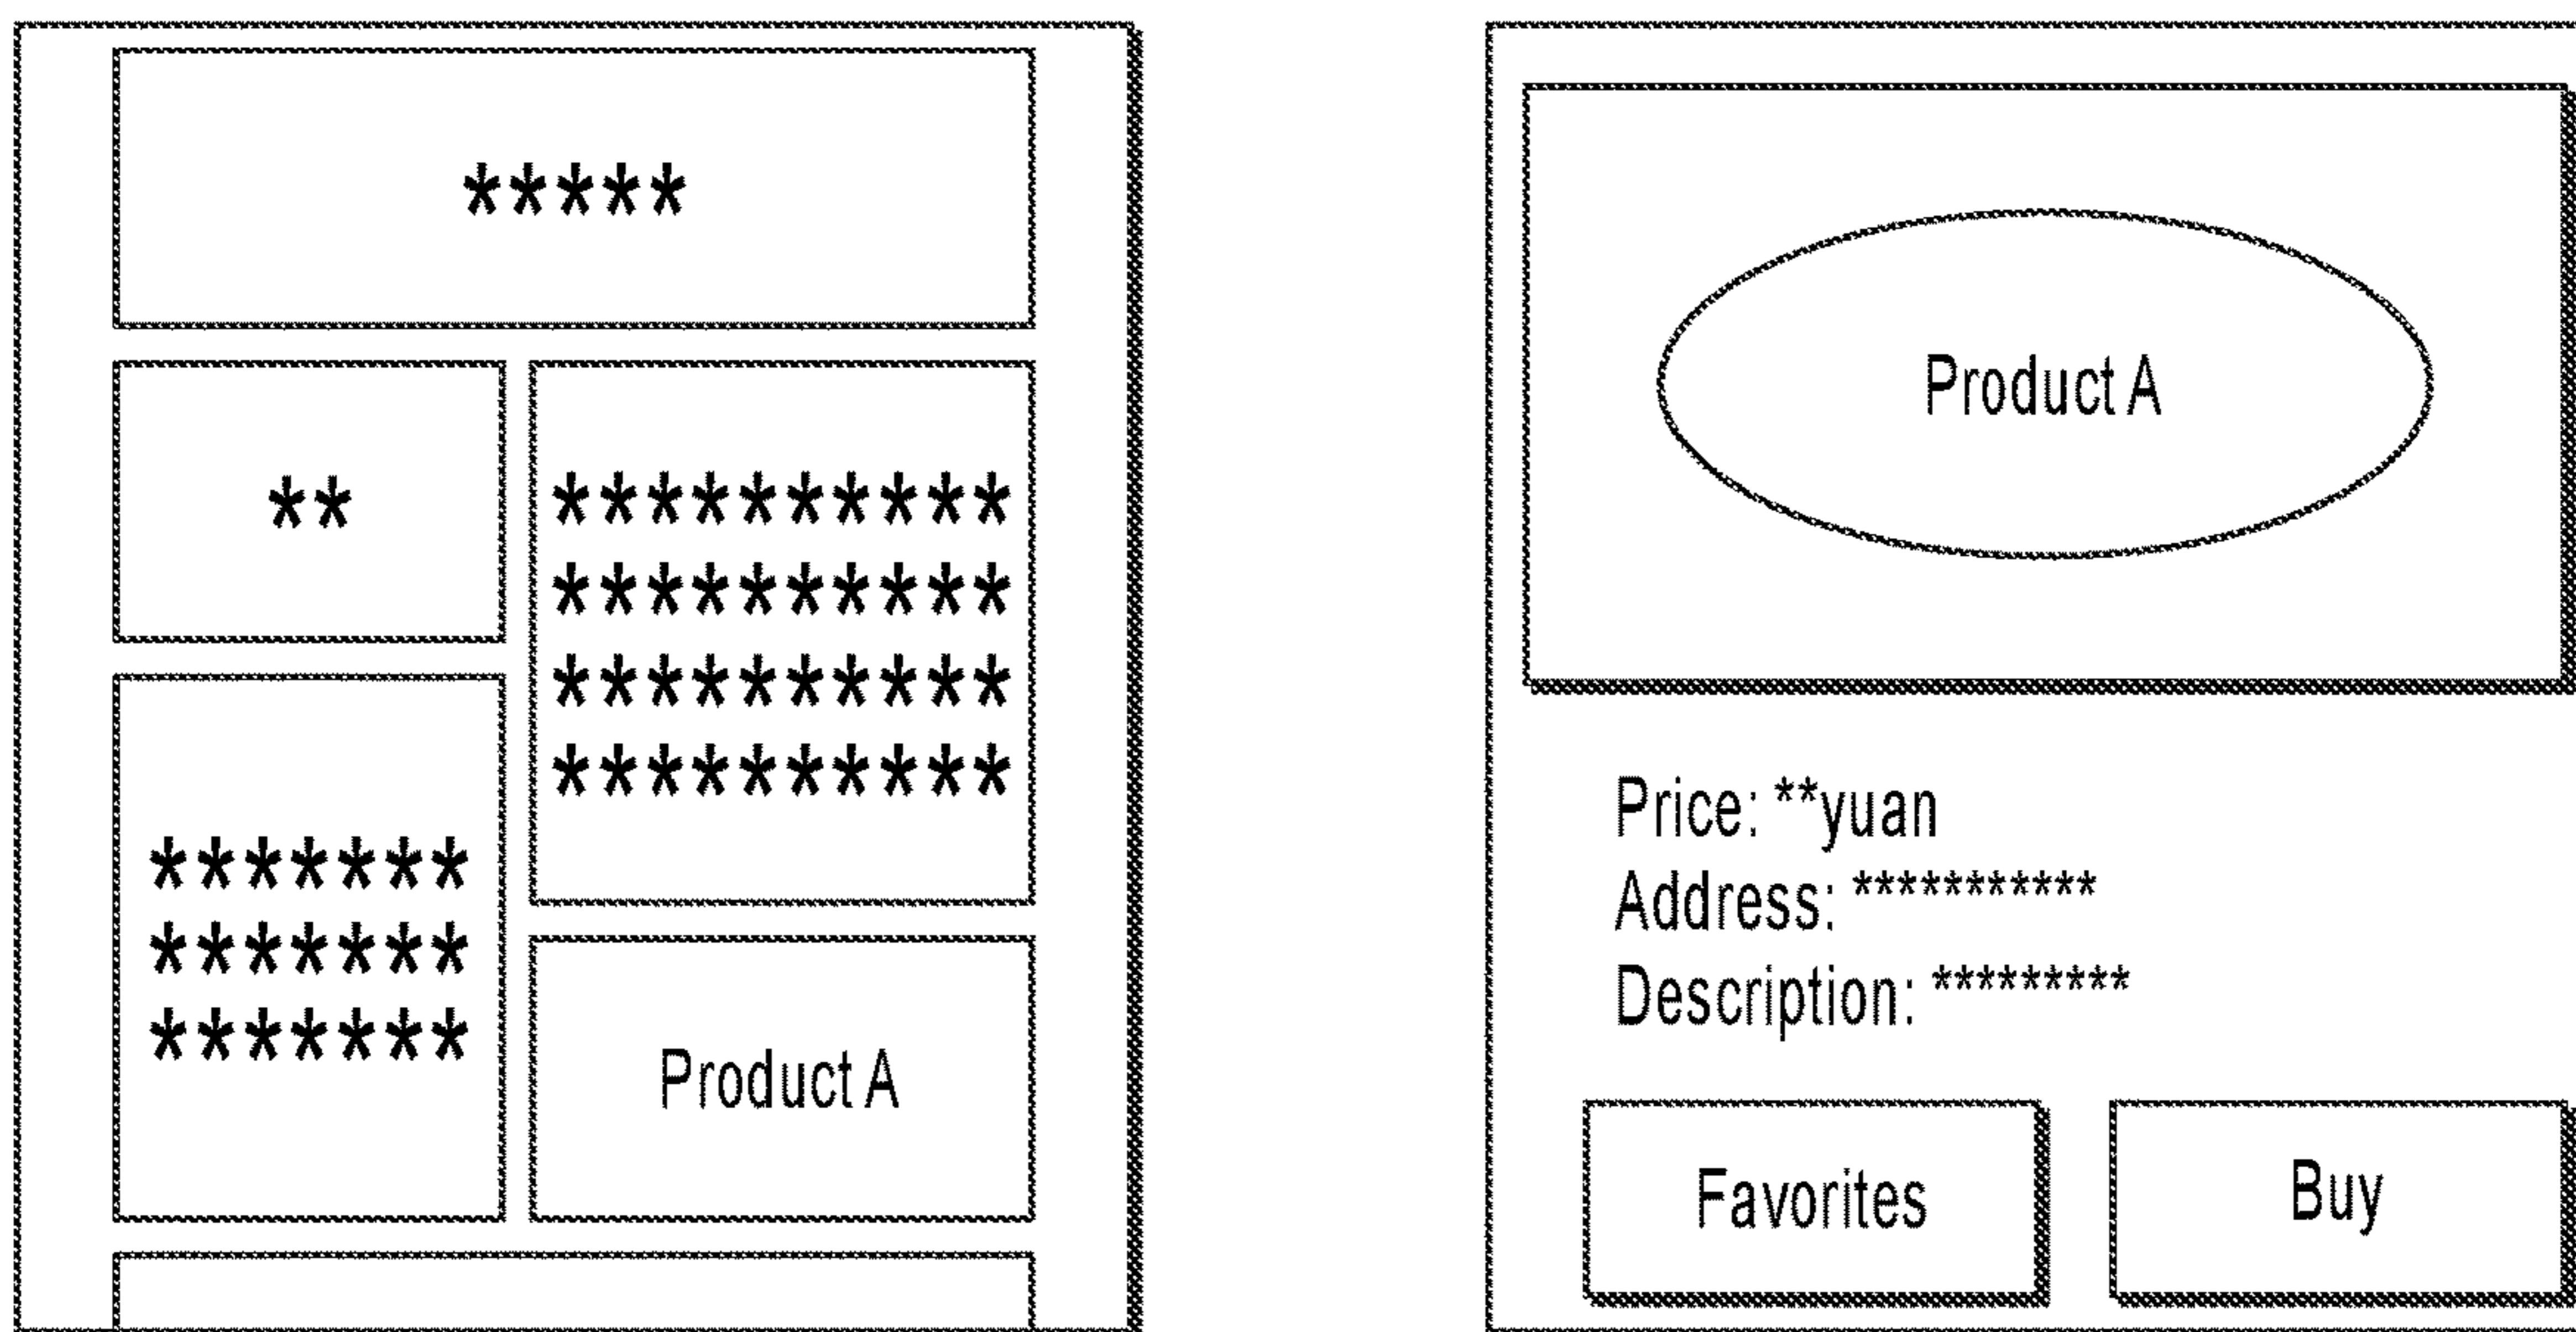 *****
**
**********
**********
**********
**********
*******
*******
*******
Product A
Product A
Price: **yuan
Address: ***********
Description: *********
Favorites
Buy